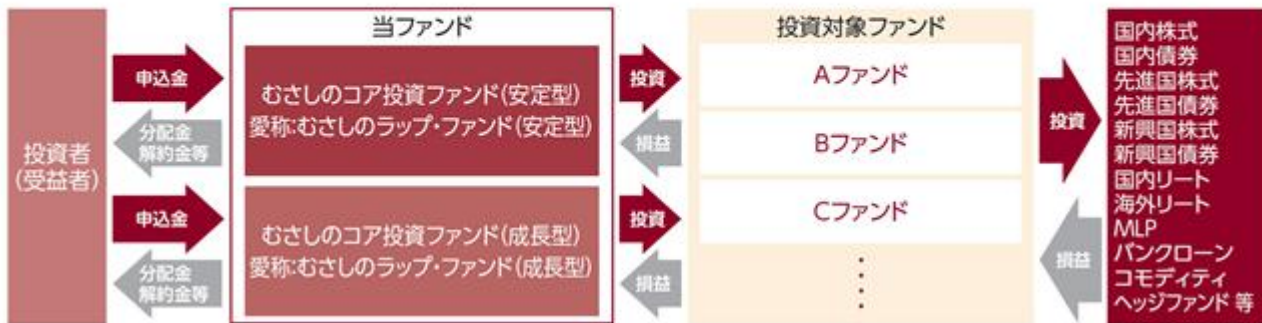 投資者
(受益者)
申込金
分配金
解約金等
申込金
分配金
解約金等
当ファンド
むさしのコア投資ファンド(安定型)
愛称:むさしのラップ・ファンド(安定型)
むさしのコア投資ファンド(成長型)
愛称:むさしのラップ・ファンド(成長型)
投資
損益
投資
損益
投資対象ファンド
Aファンド
Bファンド
Cファンド
投資
損益
国内株式
国内債券
先進国株式
先進国債券
新興国株式
新興国債券
国内リート
海外リート
MLP
バンクローン
コモディティ
ヘッジファンド 等